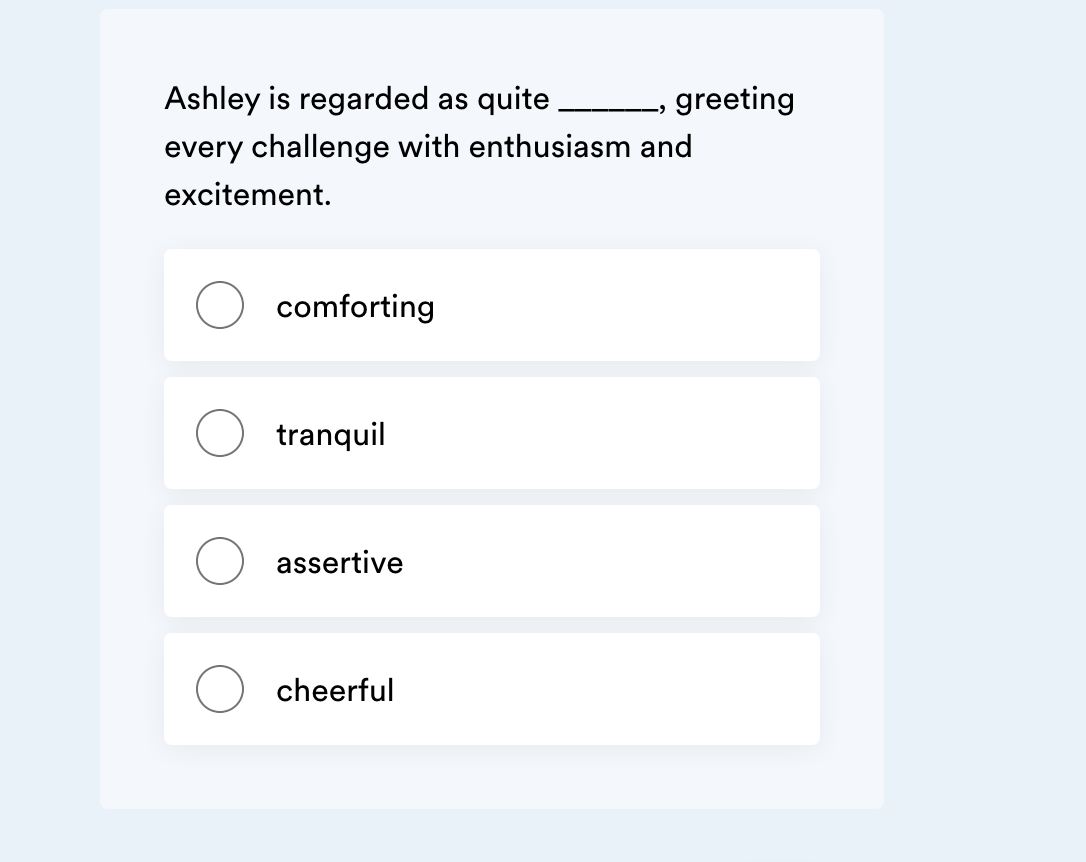 Ashley is regarded as quite ______, greeting
every challenge with enthusiasm and
excitement.
comforting
tranquil
assertive
cheerful